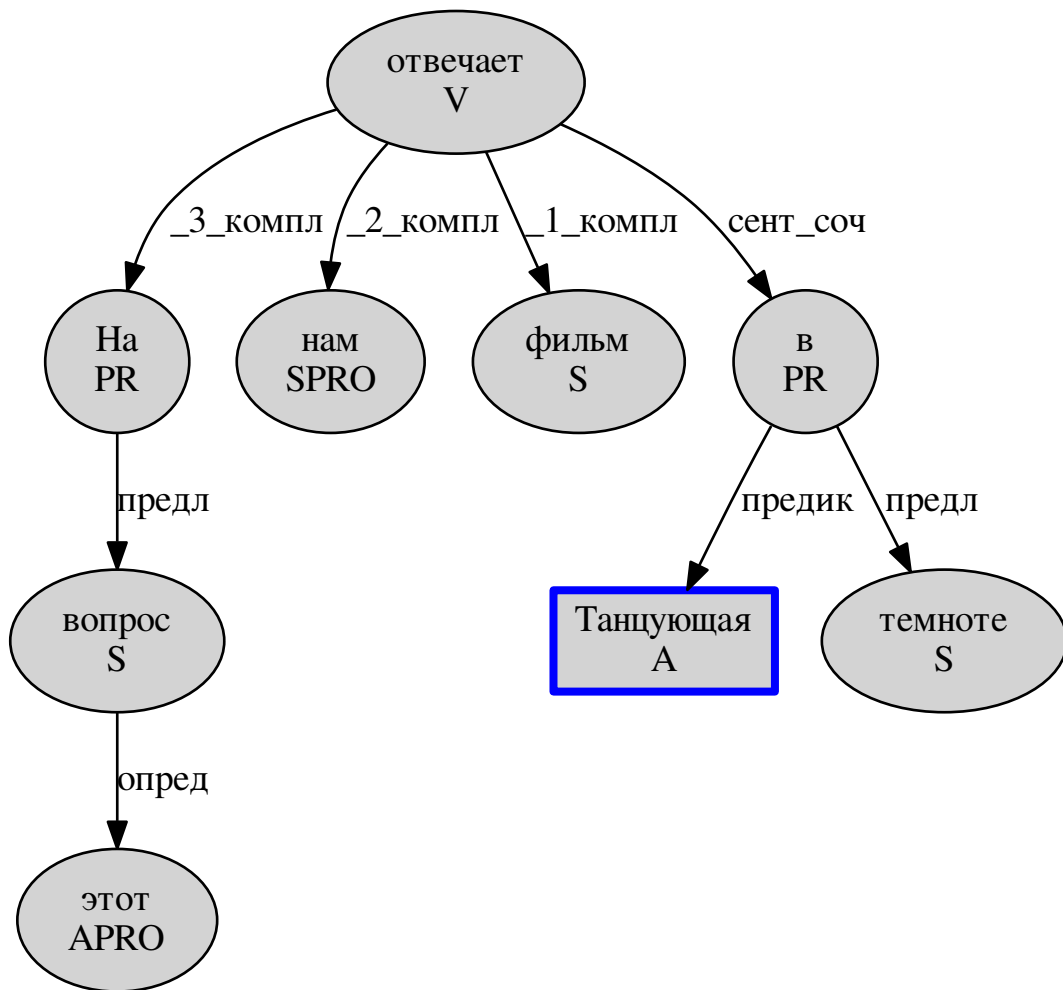 отвечает
V
_3_компл
_2_компл
_1_компл
сент_соч
На
PR
нам
SPRO
фильм
S
в
PR
предл
предик
предл
вопрос
S
Танцующая
A
темноте
S
опред
этот
APRO